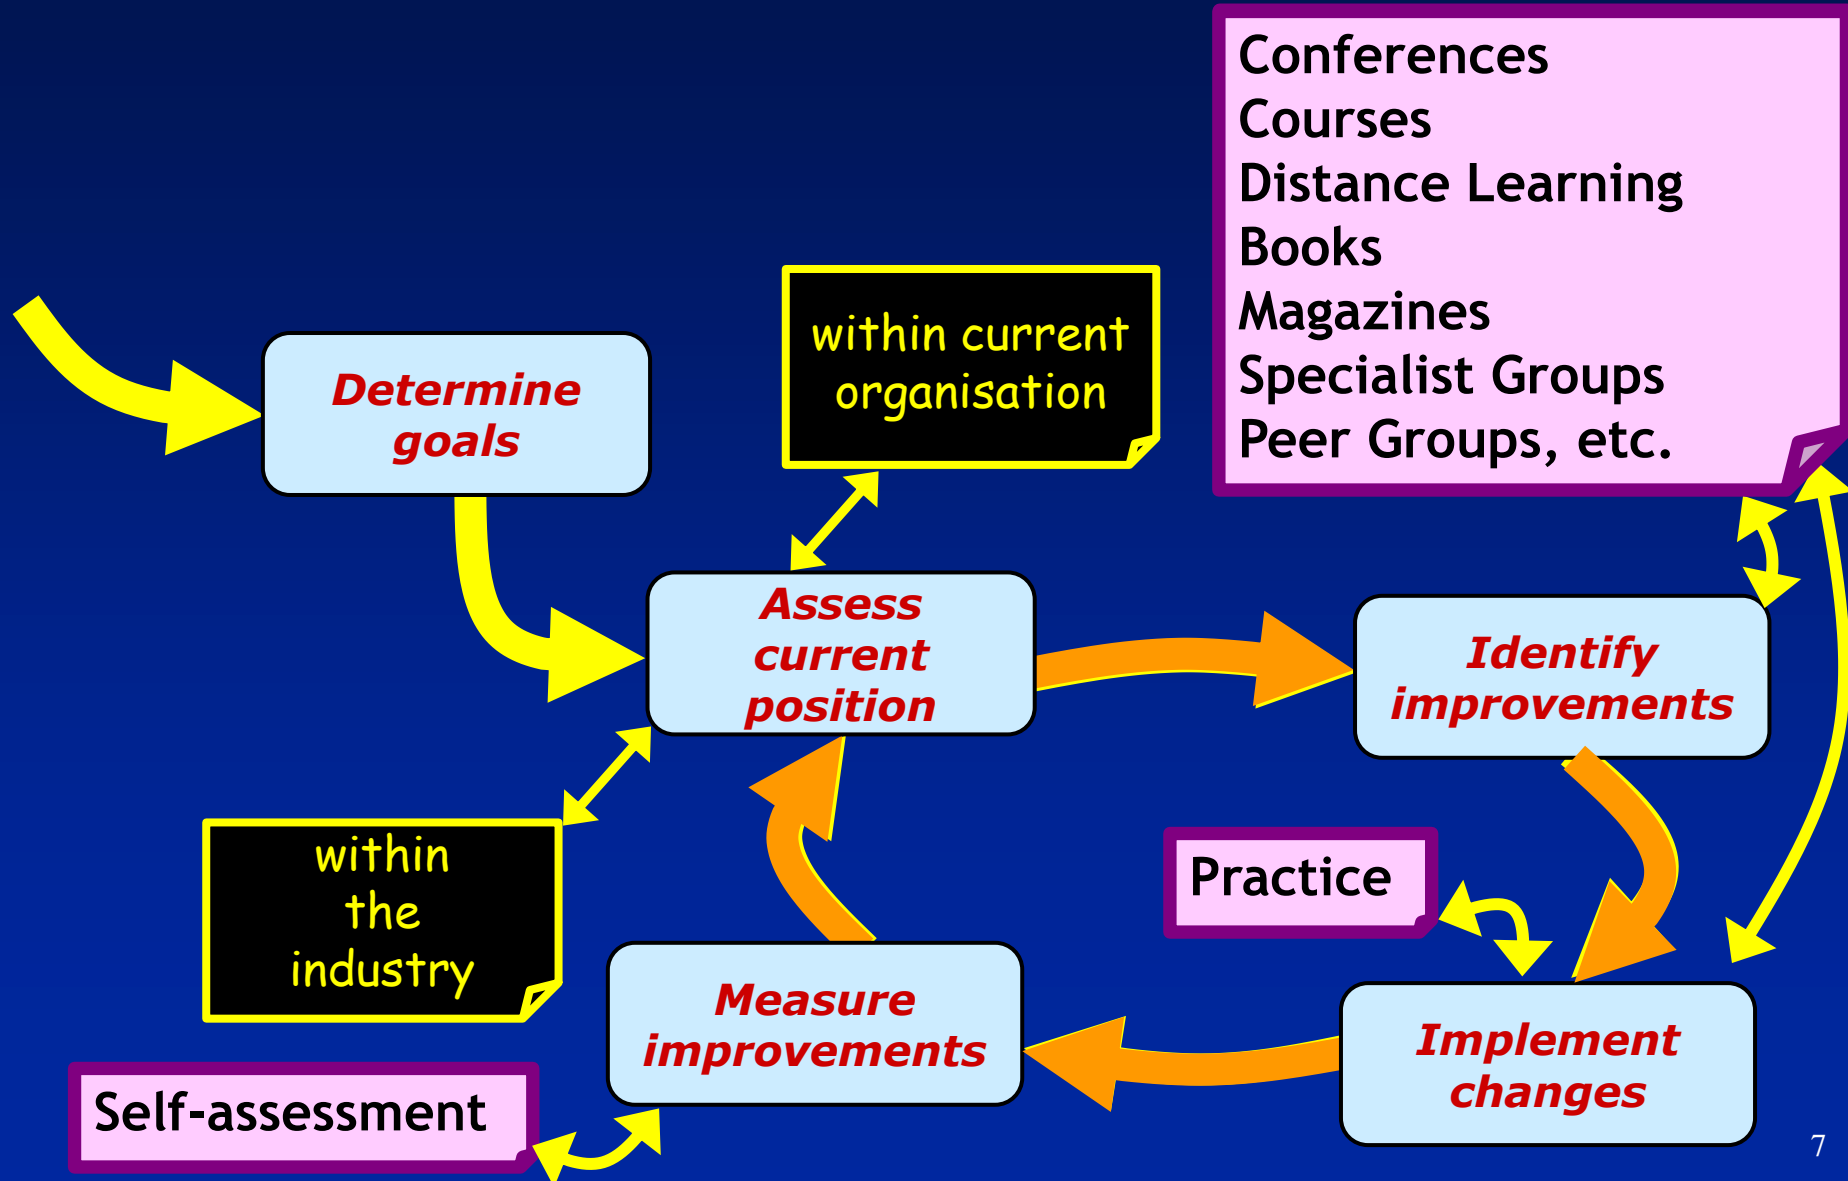 Conferences
Courses
Distance Learning
Books
Magazines
Specialist Groups
Peer Groups, etc.
within current
organisation
Determine
goals
Assess
current
position
Identify
improvements
within
the
industry
Practice
Measure
improvements
Implement
changes
Self-assessment
7